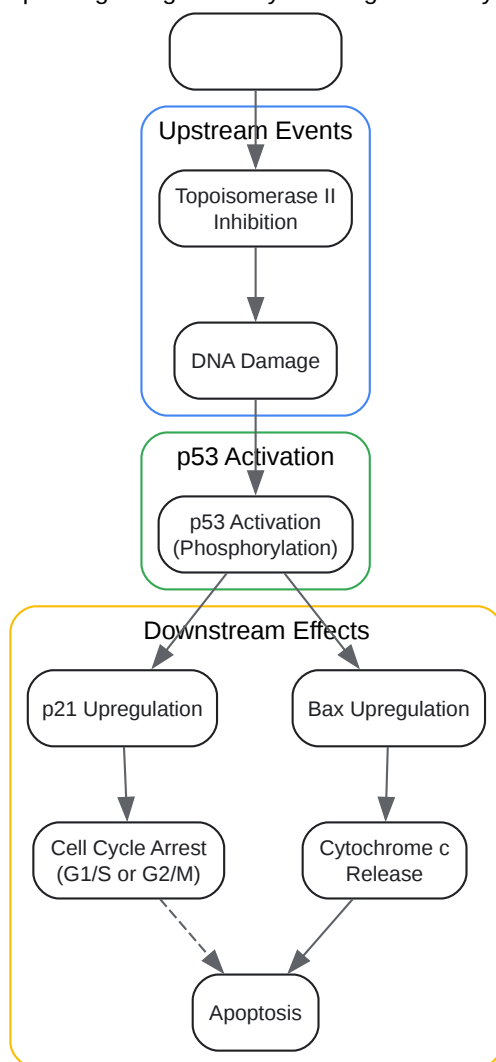 Upstream Events
Topoisomerase II
Inhibition
DNA Damage
p53 Activation
p53 Activation
(Phosphorylation)
Downstream Effects
p21 Upregulation
Bax Upregulation
Cell Cycle Arrest
(G1/S or G2/M)
Cytochrome c
Release
Apoptosis